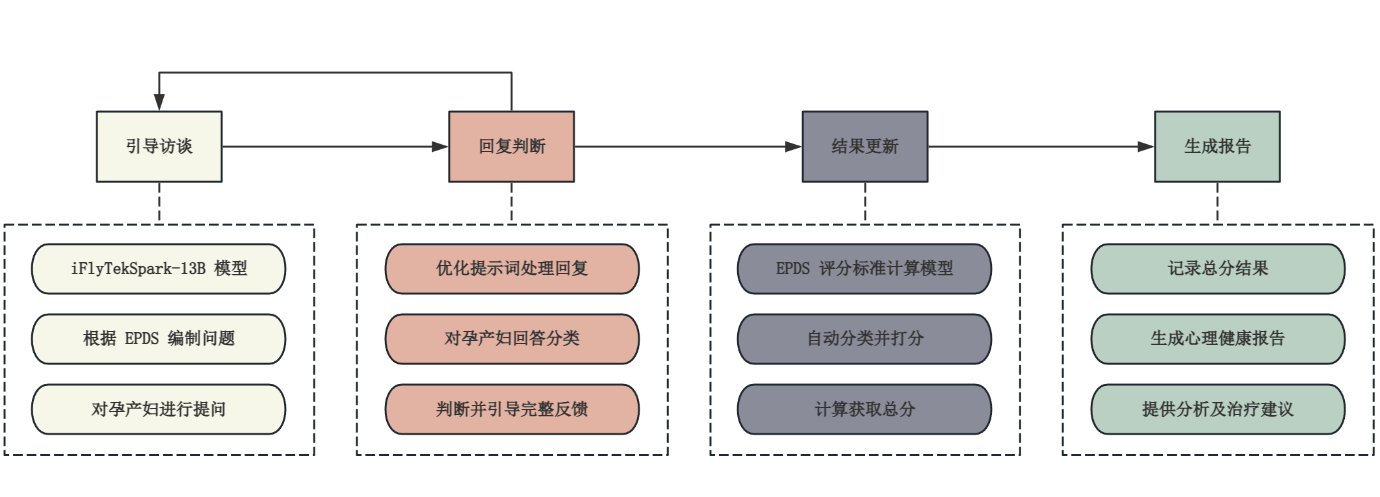 引导访谈
回复判断
结果更新
生成报告
iFlyTekSpark-13B 模型
根据 EPDS 编制问题
对孕产妇进行提问
优化提示词处理回复
对孕产妇回答分类
判断并引导完整反馈
EPDS 评分标准计算模型
自动分类并打分
计算获取总分
记录总分结果
生成心理健康报告
提供分析及治疗建议